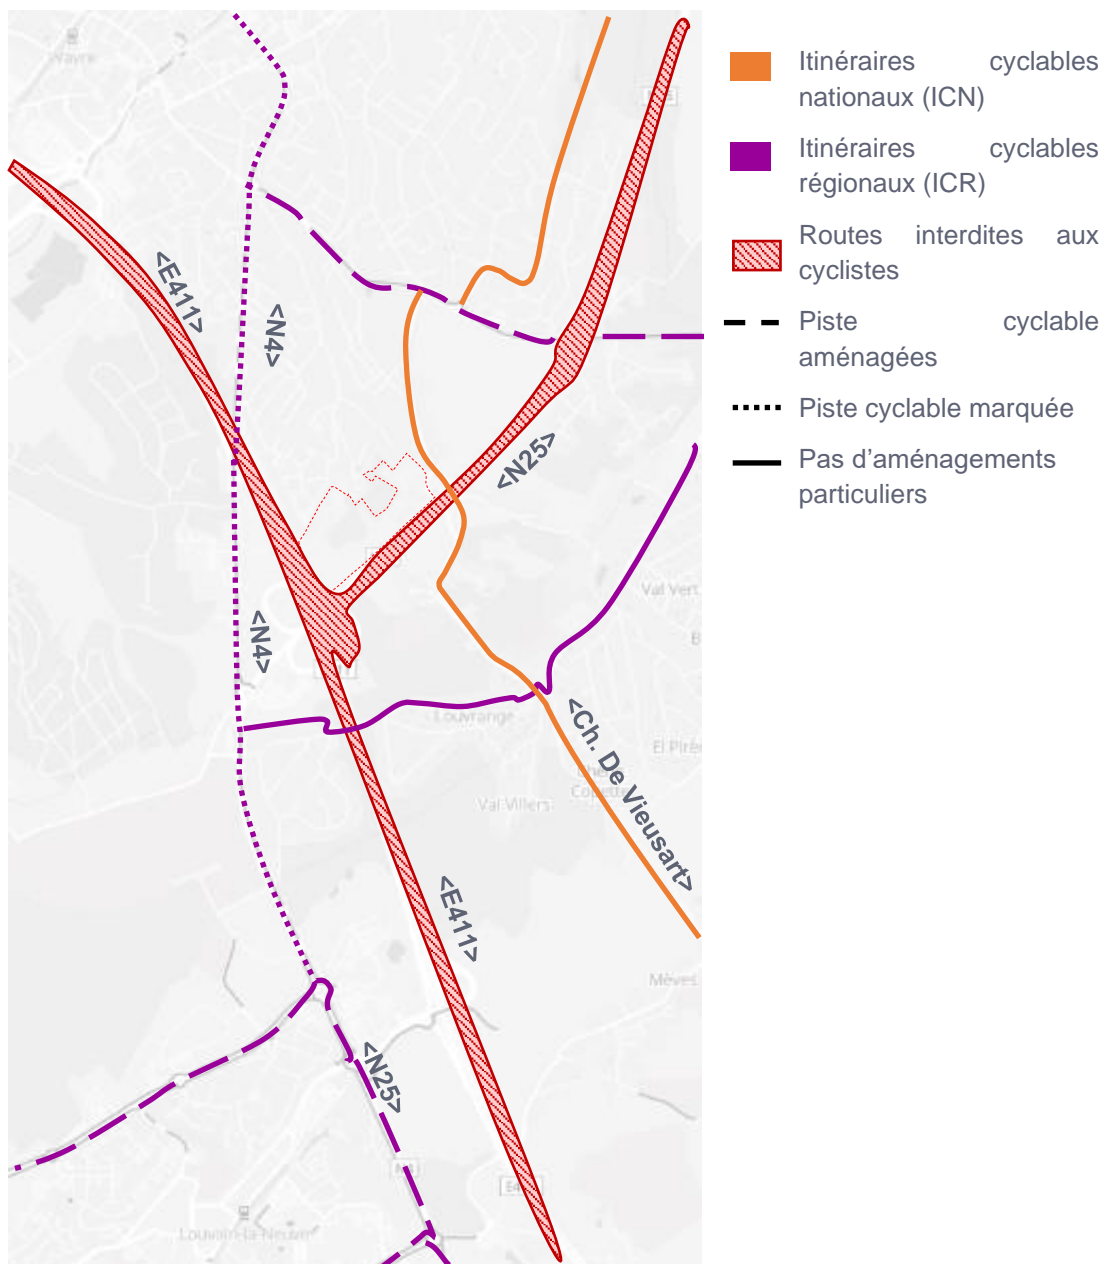 Wavre
<E411>
<N4>
<N25>
<N4>
Val Vert
Louvrange
<Ch. De Vieusart>
Val Villers
<E411>
Mèves
<N25>
Louvain-la-Neuve
Itinéraires cyclables
nationaux (ICN)
Itinéraires cyclables
régionaux (ICR)
Routes interdites aux
cyclistes
Piste cyclable
aménagées
Piste cyclable marquée
Pas d'aménagements
particuliers